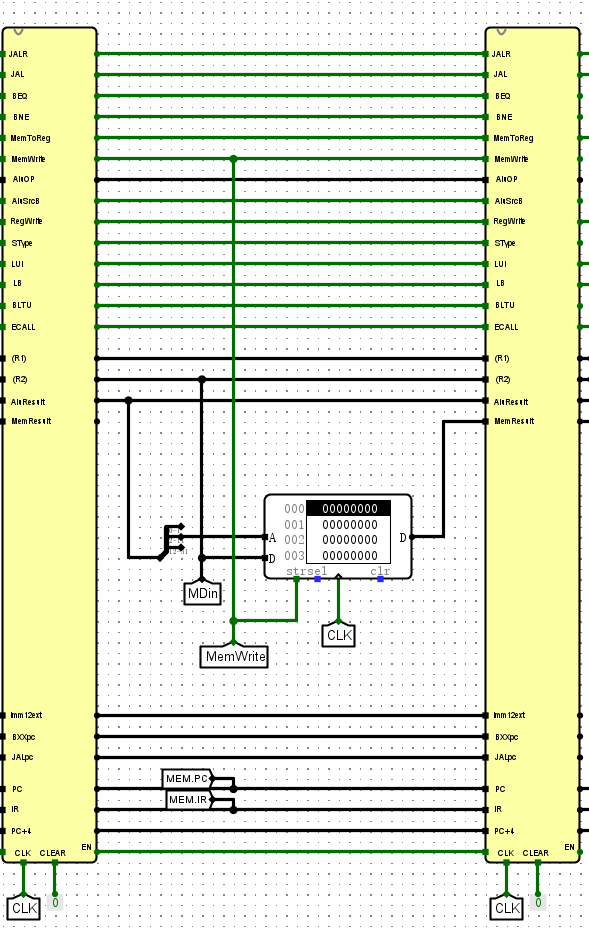 JALR JALR
JAL JAL
BEQ BEQ
BNE BNE
MemToReg MemToReg
MemWrite MemWrite
AluOP AluOP
AluSrcB AluSrcB
RegWrite RegWrite
SType SType
LUI LUI
LB LB
BLTU BLTU
ECALL ECALL
(R1) (R1)
(R2) (R2)
AluResult AluResult
MemResult MemResult
000 00000000
001 00000000
A 002 00000000 D
D 003 00000000
str sel clr
MDin
CLK
MemWrite
Imm12ext Imm12ext
BXXpc BXXpc
JALpc JALpc
MEM.PC
PC PC
MEM.IR
IR IR
PC+4 PC+4
EN EN
CLK CLEAR CLK CLEAR
CLK 0 CLK 0